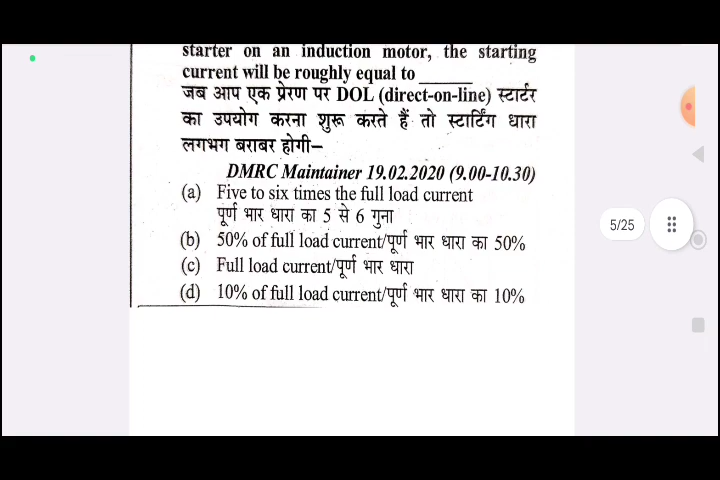 starter on an induction motor, the starting
current will be roughly equal to ______
जब आप एक प्रेरण पर DOL (direct-on-line) स्टार्टर
का उपयोग करना शुरू करते हैं तो स्टार्टिंग धारा
लगभग बराबर होगी–
DMRC Maintainer 19.02.2020 (9.00-10.30)
(a) Five to six times the full load current
पूर्ण भार धारा का 5 से 6 गुना
(b) 50% of full load current/पूर्ण भार धारा का 50%
(c) Full load current/पूर्ण भार धारा
(d) 10% of full load current/पूर्ण भार धारा का 10%
5/25